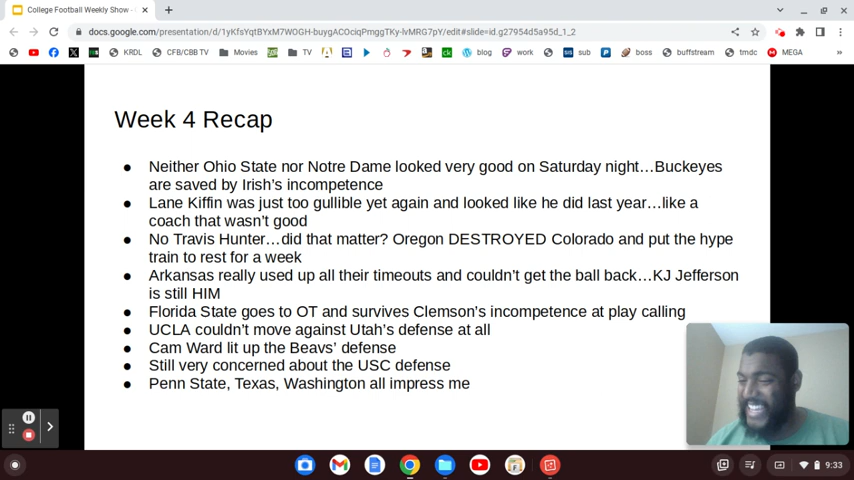 College Football Weekly Show -
docs.google.com/presentation/d/1yKfsYqtBYxM7WOGH-buygACOciqPmggTKy-lvMRG7pY/edit#slide=id.g27954d5a95d_1_2
KRDL
CFB/CBB TV
Movies
TV
blog
work
sub
boss
buffstream
tmdc
MEGA
Week 4 Recap
● Neither Ohio State nor Notre Dame looked very good on Saturday night…Buckeyes
are saved by Irish's incompetence
● Lane Kiffin was just too gullible yet again and looked like he did last year…like a
coach that wasn't good
● No Travis Hunter…did that matter? Oregon DESTROYED Colorado and put the hype
train to rest for a week
● Arkansas really used up all their timeouts and couldn't get the ball back…KJ Jefferson
is still HIM
● Florida State goes to OT and survives Clemson's incompetence at play calling
● UCLA couldn't move against Utah's defense at all
● Cam Ward lit up the Beavs' defense
● Still very concerned about the USC defense
● Penn State, Texas, Washington all impress me
9:33